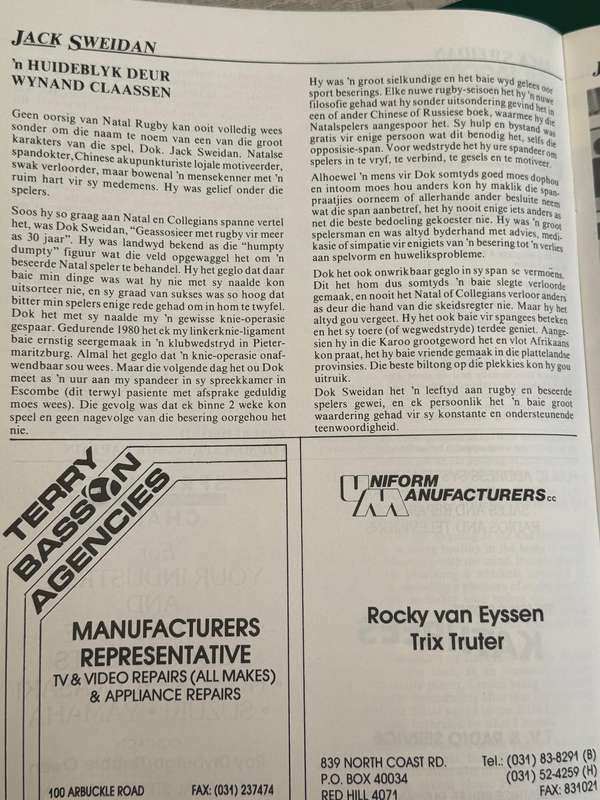 JACK SWEIDAN
'n HUIDEBLYK DEUR
WYNAND CLAASSEN
Geen oorsig van Natal Rugby kan ooit volledig wees
sonder om die naam te noem van een van die groot
karakters van die spel, Dok. Jack Sweidan. Natalse
spandokter, Chinese akupunkturiste lojale motiveerder,
swak verloorder, maar bowenal 'n mensekenner met 'n
ruim hart vir sy medemens. Hy was gelief onder die
spelers.
Soos hy so graag aan Natal en Collegians spanne vertel
het, was Dok Sweidan, "Geassosieer met rugby vir meer
as 30 jaar". Hy was landwyd bekend as die "humpty
dumpty" figuur wat die veld opgewaggel het om 'n
beseerde Natal speler te behandel. Hy het geglo dat daar
baie min dinge was wat hy nie met sy naalde kon
uitsorteer nie, en sy graad van sukses was so hoog dat
bitter min spelers enige rede gehad om in hom te twyfel.
Dok het met sy naalde my 'n gewisse knie-operasie
gespaar. Gedurende 1980 het ek my linkerknie-ligament
baie ernstig seergemaak in 'n klubwedstryd in Pieter-
maritzburg. Almal het geglo dat 'n knie-operasie onaf-
wendbaar sou wees. Maar die volgende dag het ou Dok
meet as 'n uur aan my spandeer in sy spreekkamer in
Escombe (dit terwyl pasiente met afsprake geduldig
moes wees). Die gevolg was dat ek binne 2 weke kon
speel en geen nagevolge van die besering oorgehou het
nie.
Hy was 'n groot sielkundige en het baie wyd gelees oor
sport beserings. Elke nuwe rugby-seisoen het hy 'n nuwe
filosofie gehad wat hy sonder uitsondering gevind het in
een of ander Chinese of Russiese boek, waarmee hy die
Natalspelers aangespoor het. Sy hulp en bystand was
gratis vir enige persoon wat dit benodig het, selfs die
opposisie-span. Voor wedstryde het hy ure spandeer om
spelers in te vryf, te verbind, te gesels en te motiveer.
Alhoewel 'n mens vir Dok somtyds goed moes dophou
en intoom moes hou anders kon hy maklik die span-
praatjies oorneem of allerhande ander besluite neem
wat die span aanbetref, het hy nooit enige iets anders as
net die beste bedoeling gekoester nie. Hy was 'n groot
spelersman en was altyd byderhand met advies, medi-
kasie of simpatie vir enigiets van 'n besering tot 'n verlies
aan spelvorm en huweliksprobleme.
Dok het ook onwrikbaar geglo in sy span se vermoëns.
Dit het hom dus somtyds 'n baie slegte verloorde
gemaak, en nooit het Natal of Collegians verloor anders
as deur die hand van die skeidsregter nie. Maar hy het
altyd gou vergeet. Hy het ook baie vir spangees beteken
en het sy toere (of wegwedstryde) terdee geniet. Aange-
sien hy in die Karoo grootgeword het en vlot Afrikaans
kon praat, het hy baie vriende gemaak in die plattelandse
provinsies. Die beste biltong op die plekkies kon hy gou
uitruik.
Dok Sweidan het 'n leeftyd aan rugby en beseerde
spelers gewei, en ek persoonlik het 'n baie groot
waardering gehad vir sy konstante en ondersteunende
teenwoordigheid.
TERRY
BASSON
AGENCIES
MANUFACTURERS
REPRESENTATIVE
TV & VIDEO REPAIRS (ALL MAKES)
& APPLIANCE REPAIRS
100 ARBUCKLE ROAD FAX: (031) 237474
UNIFORM
MANUFACTURERS cc
Rocky van Eyssen
Trix Truter
839 NORTH COAST RD. Tel.: (031) 83-8291 (B)
P.O. BOX 40034 (031) 52-4259 (H)
RED HILL 4071 FAX: 831021